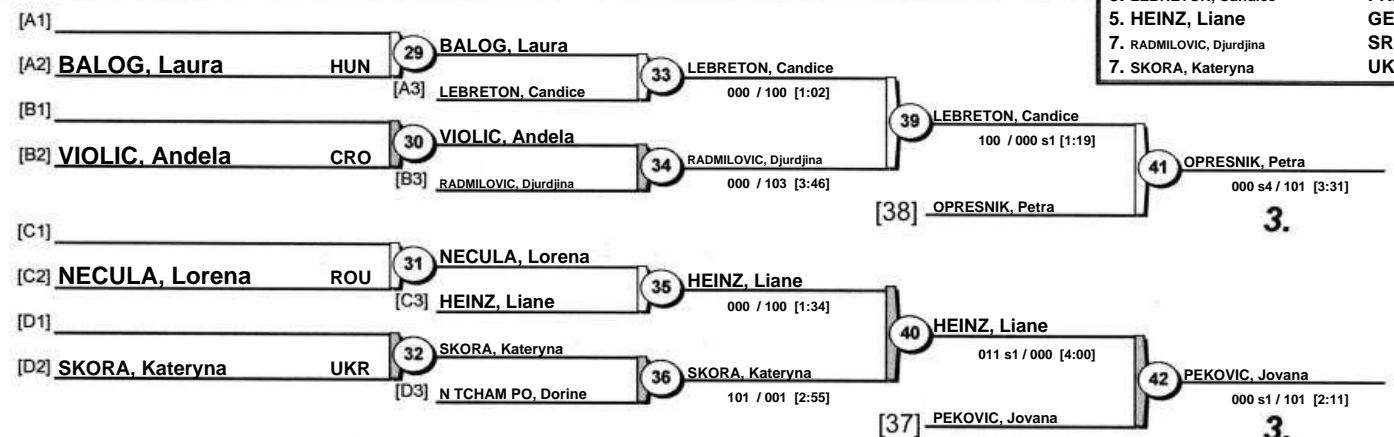 5. HEINZ, Liane GE
7. RADMILOVIC, Djurdjina SR
7. SKORA, Kateryna UK
[A1]
29 BALOG, Laura
[A2] BALOG, Laura HUN
33 LEBRETON, Candice
[A3] LEBRETON, Candice
000 / 100 [1:02]
[B1]
39 LEBRETON, Candice
30 VIOLIC, Andela
100 / 000 s1 [1:19]
[B2] VIOLIC, Andela CRO
34 RADMILOVIC, Djurdjina
41 OPRESNIK, Petra
[B3] RADMILOVIC, Djurdjina
000 / 103 [3:46]
000 s4 / 101 [3:31]
[38] OPRESNIK, Petra
3.
[C1]
31 NECULA, Lorena
[C2] NECULA, Lorena ROU
35 HEINZ, Liane
[C3] HEINZ, Liane
000 / 100 [1:34]
[D1]
40 HEINZ, Liane
32 SKORA, Kateryna
011 s1 / 000 [4:00]
[D2] SKORA, Kateryna UKR
36 SKORA, Kateryna
42 PEKOVIC, Jovana
[D3] N TCHAM PO, Dorine
101 / 001 [2:55]
000 s1 / 101 [2:11]
[37] PEKOVIC, Jovana
3.